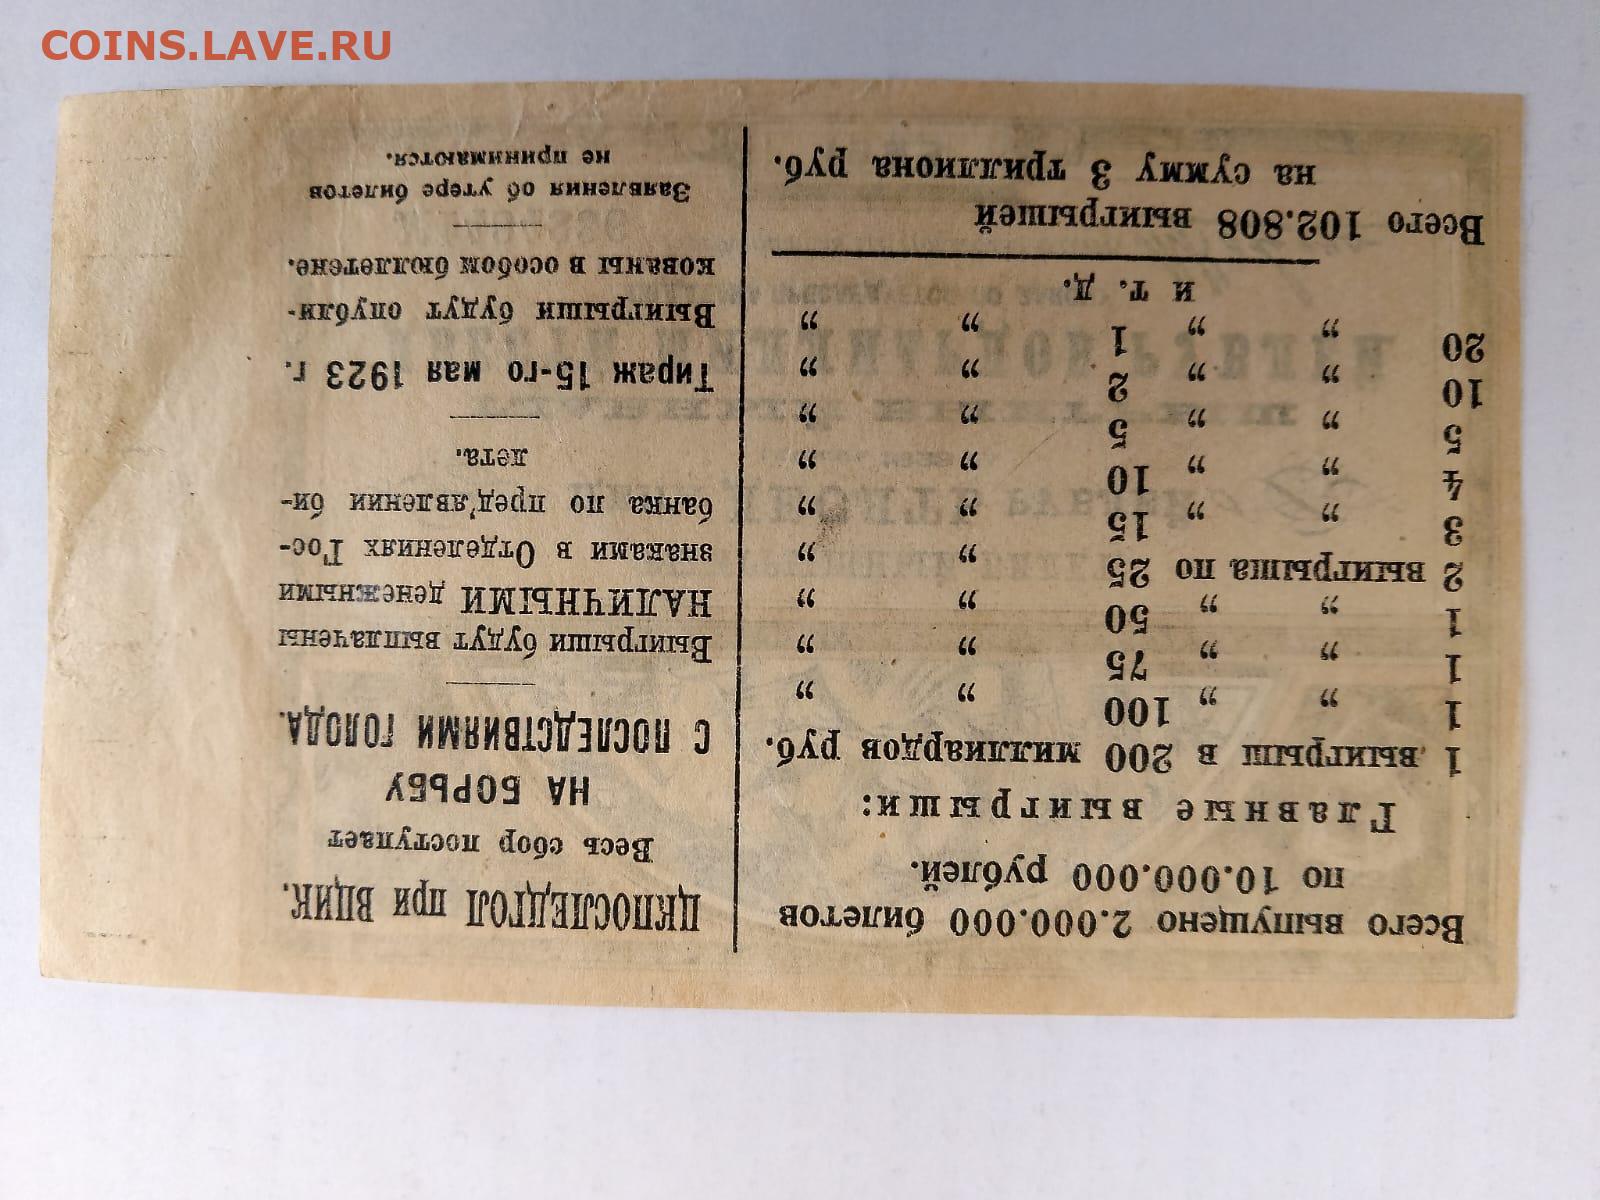 COINS.LAVE.RU
Всего выпущено 2.000.000 билетов
по 10.000.000 рублей.
Главные выигрыши:
1 выигрыш в 200 миллиардов руб.
1 „ „ 100 „ „
1 „ „ 75 „ „
1 „ „ 50 „ „
2 выигрыша по 25 „ „
3 „ „ 15 „ „
4 „ „ 10 „ „
5 „ „ 5 „ „
10 „ „ 2 „ „
20 „ „ 1 „ „
и т. д.
Всего 102.808 выигрышей
на сумму 3 триллиона руб.
ЦКПОСЛЕДГОЛ при ВЦИК.
Весь сбор поступает
НА БОРЬБУ
С ПОСЛЕДСТВИЯМИ ГОЛОДА.
Выигрыши будут выплачены
НАЛИЧНЫМИ денежными
знаками в Отделениях Гос-
банка по пред'явлении би-
лета.
Тираж 15-го мая 1923 г.
Выигрыши будут опубли-
кованы в особом бюллетене.
Заявления об утере билетов
не принимаются.